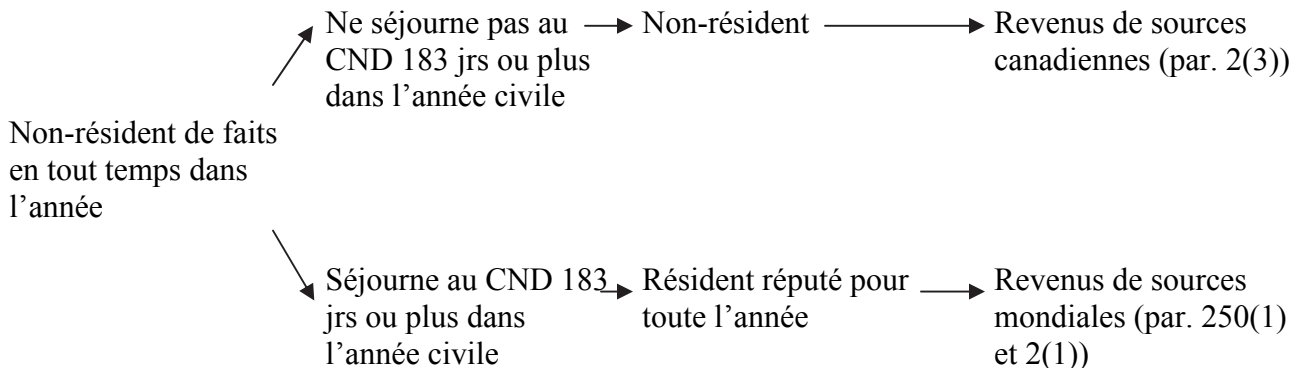 Non-résident de faits
en tout temps dans
l’année
Ne séjourne pas au
CND 183 jrs ou plus
dans l’année civile
Non-résident
Revenus de sources
canadiennes (par. 2(3))
Séjourne au CND 183
jrs ou plus dans
l’année civile
Résident réputé pour
toute l’année
Revenus de sources
mondiales (par. 250(1)
et 2(1))